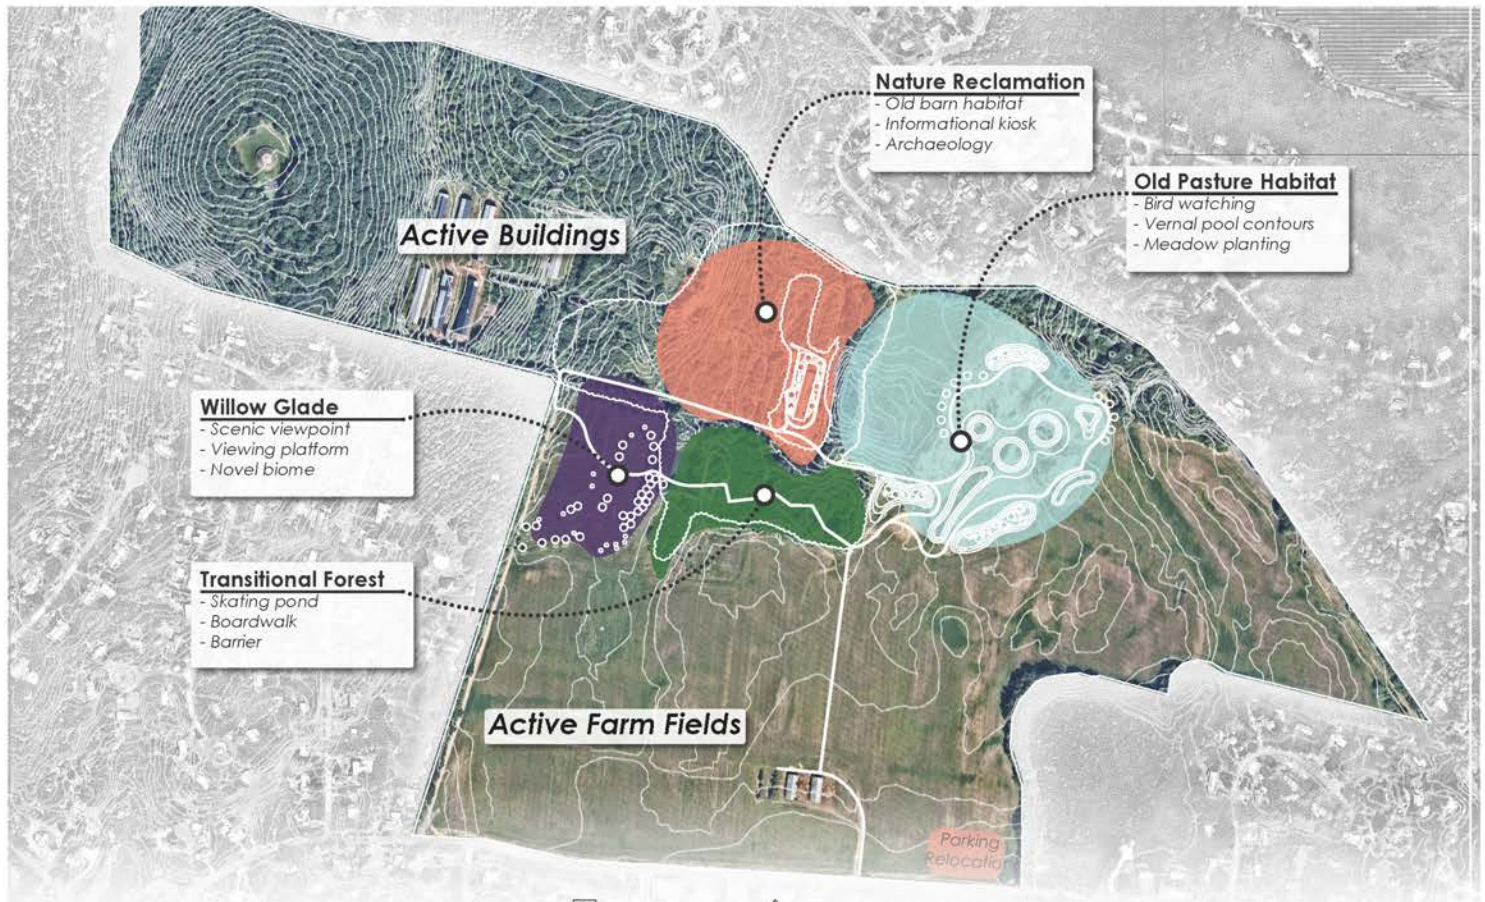 Nature Reclamation
- Old barn habitat
- Informational kiosk
- Archaeology
Old Pasture Habitat
- Bird watching
- Vernal pool contours
- Meadow planting
Active Buildings
Willow Glade
- Scenic viewpoint
- Viewing platform
- Novel biome
Transitional Forest
- Skating pond
- Boardwalk
- Barrier
Active Farm Fields
Parking
Relocation